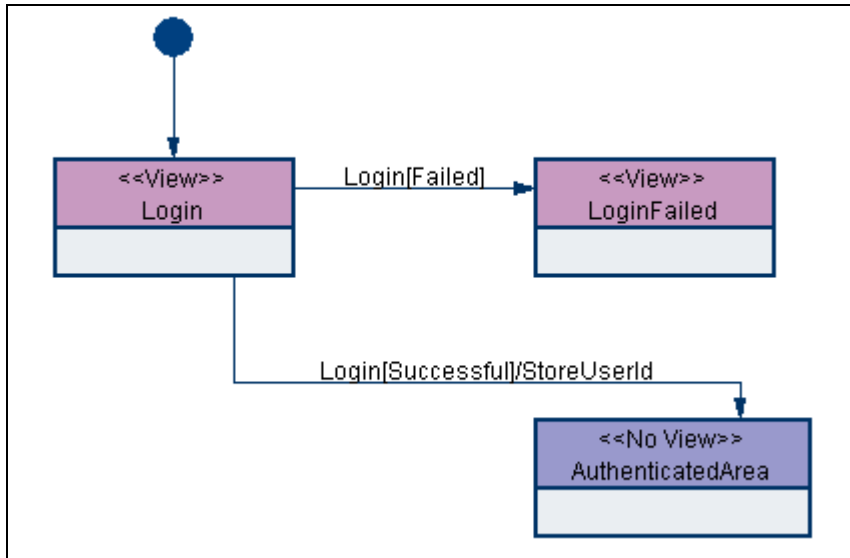 <<View>>
Login
Login[Failed]
<<View>>
LoginFailed
Login[Successful]/StoreUserId
<<No View>>
AuthenticatedArea